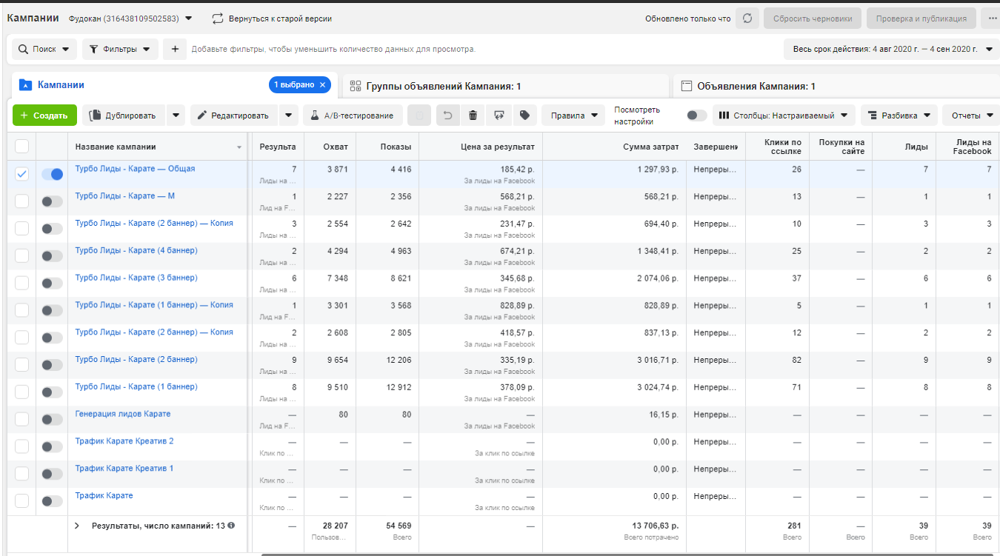 Кампании Фудокан (316438109502583) Вернуться к старой версии Обновлено только что Сбросить черновики Проверка и публикация ...
Поиск Фильтры + Добавьте фильтры, чтобы уменьшить количество данных для просмотра. Весь срок действия: 4 авг 2020 г. — 4 сен 2020 г.
Кампании 1 выбрано × Группы объявлений Кампания: 1 Объявления Кампания: 1
+ Создать Дублировать Редактировать A/B-тестирование Правила Посмотреть настройки Столбцы: Настраиваемый Разбивка Отчеты
Название кампании Результа Охват Показы Цена за результат Сумма затрат Завершени Клики по ссылке Покупки на сайте Лиды Лиды на Facebook
Турбо Лиды - Карате — Общая 7 3 871 4 416 185,42 р. 1 297,93 р. Непреры... 26 — 7 7
Лиды на ... За лиды на Facebook
Турбо Лиды - Карате — М 1 2 227 2 356 568,21 р. 568,21 р. Непреры... 13 — 1 1
Лид на F... За лиды на Facebook
Турбо Лиды - Карате (2 баннер) — Копия 3 2 554 2 642 231,47 р. 694,40 р. Непреры... 10 — 3 3
Лиды на ... За лиды на Facebook
Турбо Лиды - Карате (4 баннер) 2 4 294 4 963 674,21 р. 1 348,41 р. Непреры... 25 — 2 2
Лиды на ... За лиды на Facebook
Турбо Лиды - Карате (3 баннер) 6 7 348 8 621 345,68 р. 2 074,06 р. Непреры... 37 — 6 6
Лиды на ... За лиды на Facebook
Турбо Лиды - Карате (1 баннер) — Копия 1 3 301 3 568 828,89 р. 828,89 р. Непреры... 5 — 1 1
Лид на F... За лиды на Facebook
Турбо Лиды - Карате (2 баннер) — Копия 2 2 608 2 805 418,57 р. 837,13 р. Непреры... 12 — 2 2
Лиды на ... За лиды на Facebook
Турбо Лиды - Карате (2 баннер) 9 9 654 12 206 335,19 р. 3 016,71 р. Непреры... 82 — 9 9
Лиды на ... За лиды на Facebook
Турбо Лиды - Карате (1 баннер) 8 9 510 12 912 378,09 р. 3 024,74 р. Непреры... 71 — 8 8
Лиды на ... За лиды на Facebook
Генерация лидов Карате — 80 80 — 16,15 р. Непреры... — — — —
Лид на F... За лиды на Facebook
Трафик Карате Креатив 2 — — — — 0,00 р. Непреры... — — — —
Клик по ... За клик по ссылке
Трафик Карате Креатив 1 — — — — 0,00 р. Непреры... — — — —
Клик по ... За клик по ссылке
Трафик Карате — — — — 0,00 р. Непреры... — — — —
Клик по ... За клик по ссылке
Результаты, число кампаний: 13 — 28 207 54 569 — 13 706,63 р. 281 — 39 39
Пользов... Всего Всего потрачено Всего Всего Всего Всего